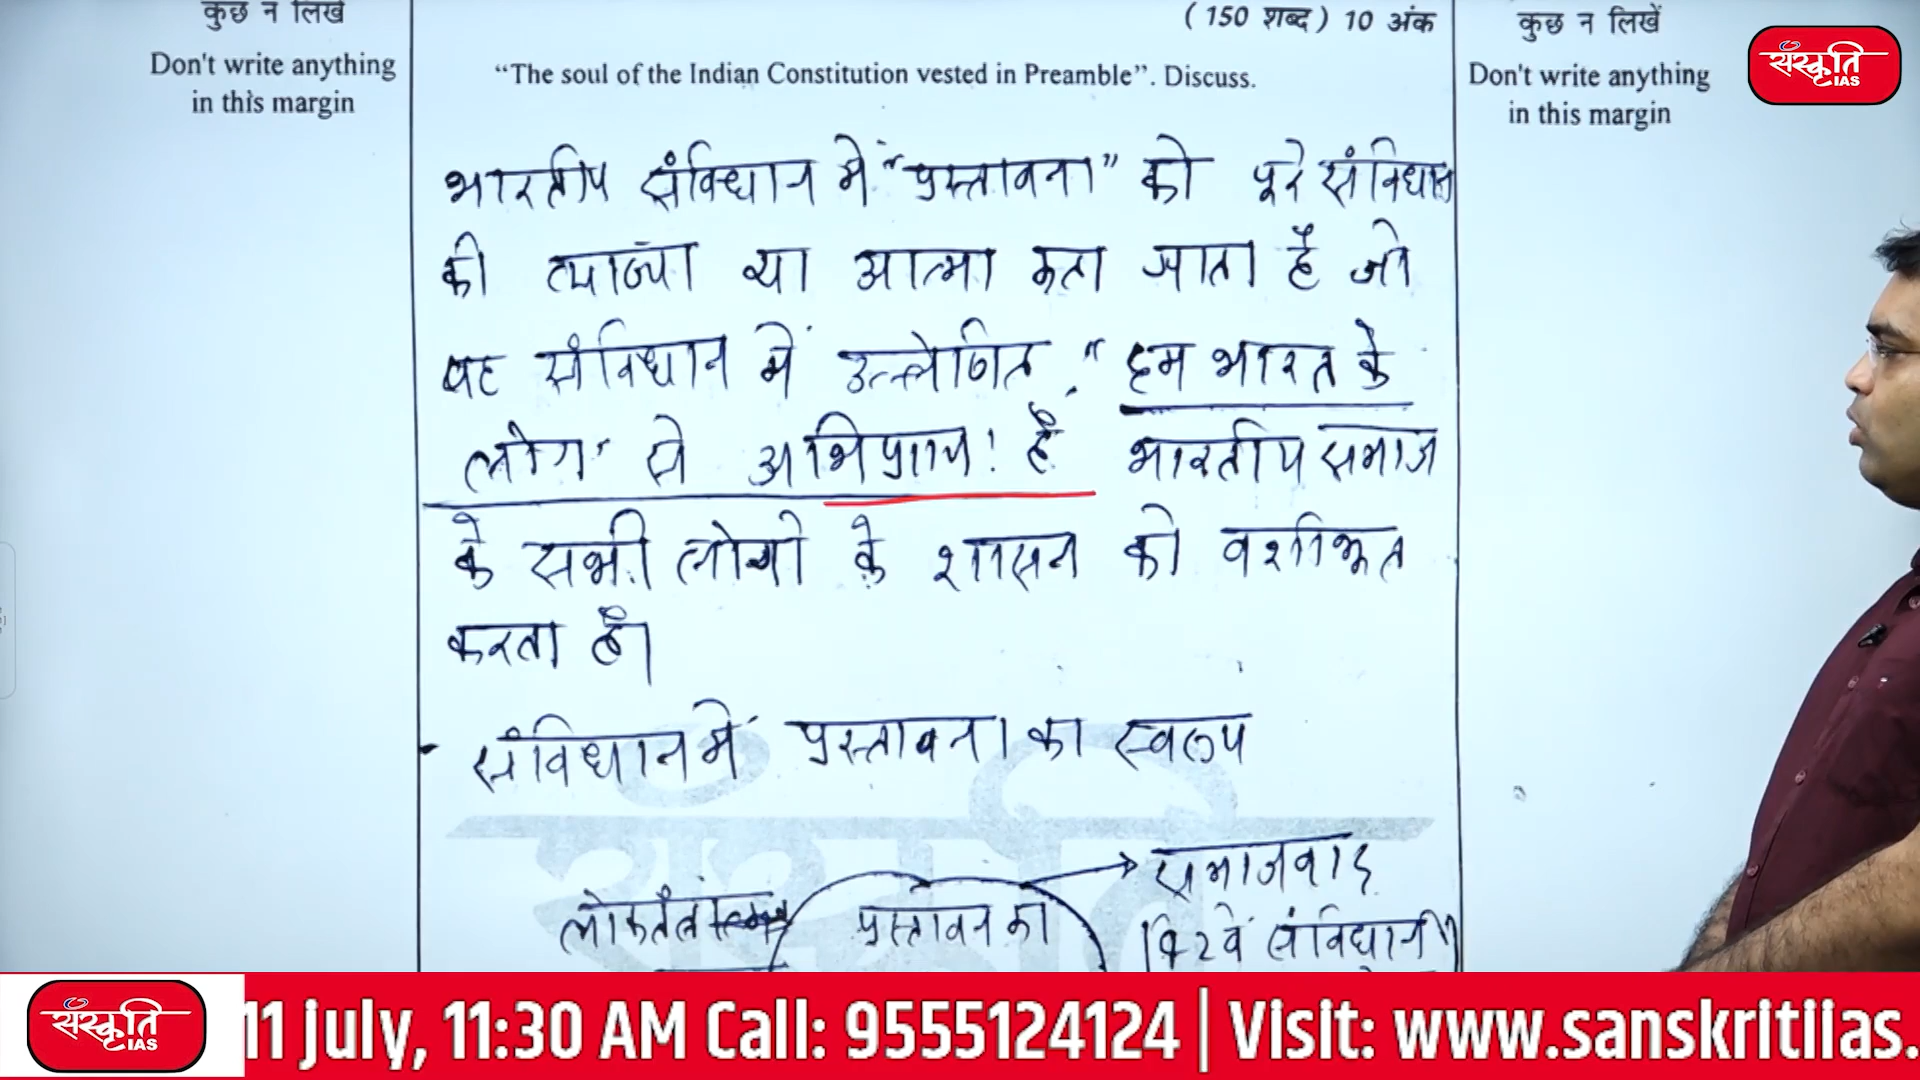 कुछ न लिखें
Don't write anything
in this margin
(150 शब्द) 10 अंक
“The soul of the Indian Constitution vested in Preamble”. Discuss.
कुछ न लिखें
Don't write anything
in this margin
संस्कृति
IAS
भारतीय संविधान में “प्रस्तावना” को पूरे संविधान
की या आत्मा कहा जाता है जो
वह संविधान में उल्लेखित “हम भारत के
लोग” से अभिप्राय है भारतीय समाज
के सभी लोगो के शासन को वशीभूत
करता है।
- संविधान में प्रस्तावना का स्वरूप
समाजवाद
लोकतंत्रात्मक प्रस्तावना का 42वें संविधान
संस्कृति
IAS
11 july, 11:30 AM Call: 9555124124 | Visit: www.sanskritiias.